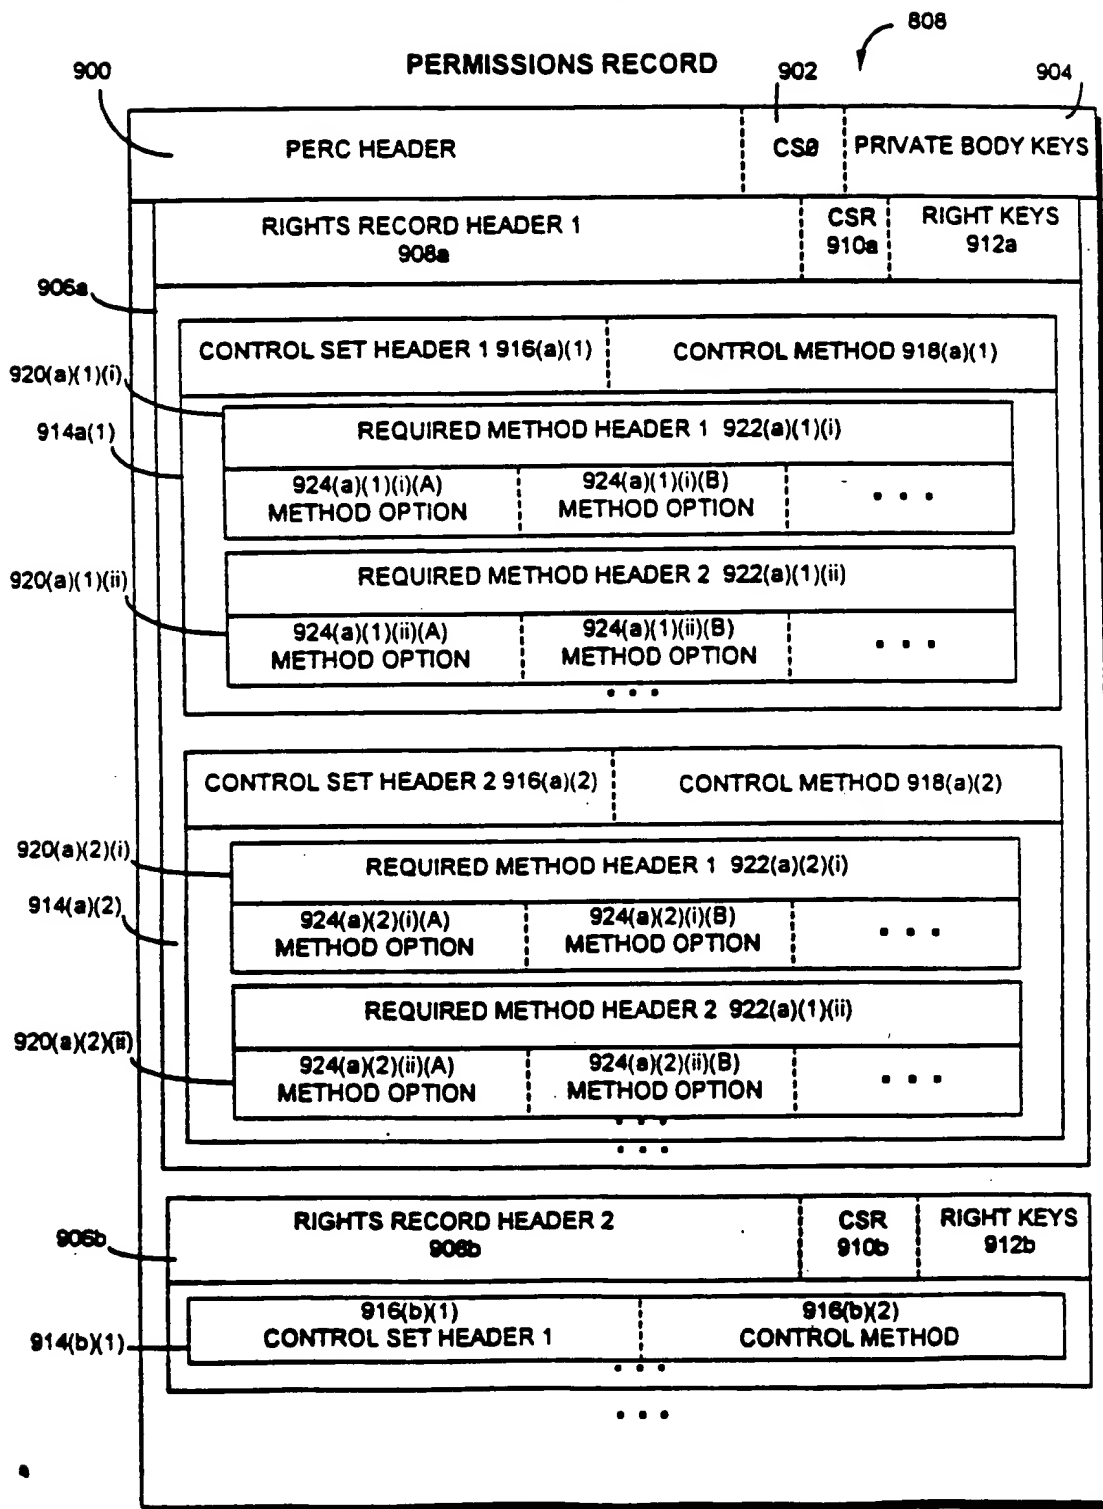 808
PERMISSIONS RECORD
900
902
904
PERC HEADER
CS0
PRIVATE BODY KEYS
RIGHTS RECORD HEADER 1
908a
CSR
910a
RIGHT KEYS
912a
906a
CONTROL SET HEADER 1 916(a)(1)
CONTROL METHOD 918(a)(1)
920(a)(1)(i)
914a(1)
REQUIRED METHOD HEADER 1 922(a)(1)(i)
924(a)(1)(i)(A)
METHOD OPTION
924(a)(1)(i)(B)
METHOD OPTION
. . .
920(a)(1)(ii)
REQUIRED METHOD HEADER 2 922(a)(1)(ii)
924(a)(1)(ii)(A)
METHOD OPTION
924(a)(1)(ii)(B)
METHOD OPTION
. . .
. . .
CONTROL SET HEADER 2 916(a)(2)
CONTROL METHOD 918(a)(2)
920(a)(2)(i)
914(a)(2)
REQUIRED METHOD HEADER 1 922(a)(2)(i)
924(a)(2)(i)(A)
METHOD OPTION
924(a)(2)(i)(B)
METHOD OPTION
. . .
920(a)(2)(ii)
REQUIRED METHOD HEADER 2 922(a)(1)(ii)
924(a)(2)(ii)(A)
METHOD OPTION
924(a)(2)(ii)(B)
METHOD OPTION
. . .
. . .
. . .
906b
RIGHTS RECORD HEADER 2
908b
CSR
910b
RIGHT KEYS
912b
914(b)(1)
916(b)(1)
CONTROL SET HEADER 1
916(b)(2)
CONTROL METHOD
. . .
. . .